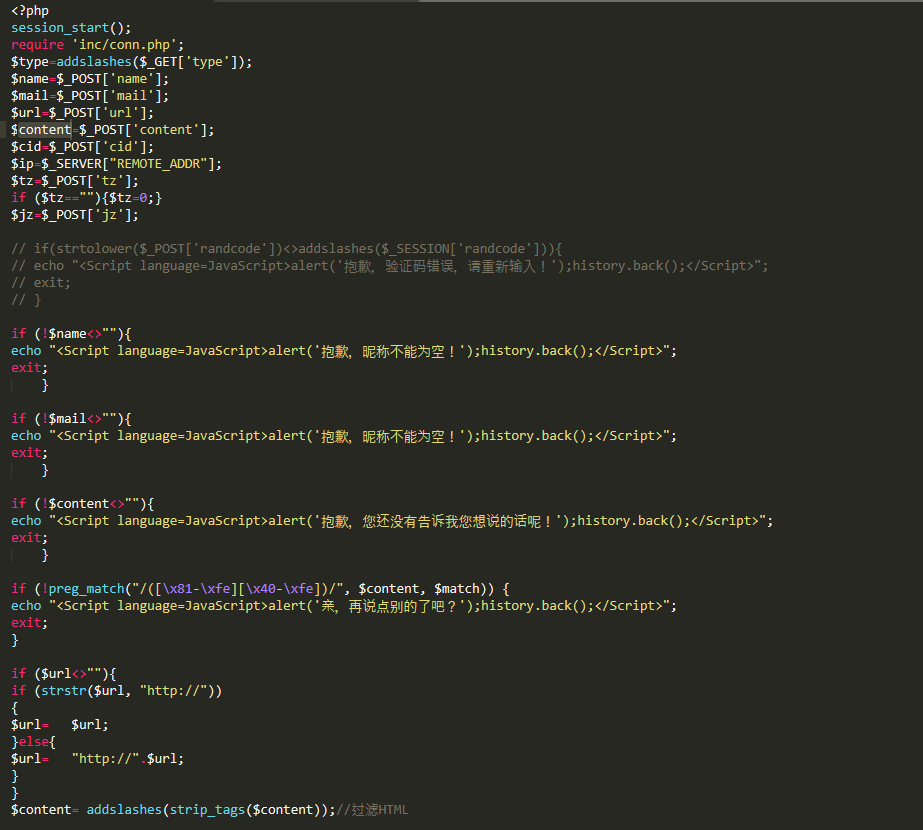 <?php
session_start();
require 'inc/conn.php';
$type=addslashes($_GET['type']);
$name=$_POST['name'];
$mail=$_POST['mail'];
$url=$_POST['url'];
$content=$_POST['content'];
$cid=$_POST['cid'];
$ip=$_SERVER["REMOTE_ADDR"];
$tz=$_POST['tz'];
if ($tz==""){$tz=0;}
$jz=$_POST['jz'];
// if(strtolower($_POST['randcode'])<>addslashes($_SESSION['randcode'])){
// echo "<Script language=JavaScript>alert('抱歉，验证码错误，请重新输入！');history.back();</Script>";
// exit;
// }
if (!$name<>""){
echo "<Script language=JavaScript>alert('抱歉，昵称不能为空！');history.back();</Script>";
exit;
}
if (!$mail<>""){
echo "<Script language=JavaScript>alert('抱歉，昵称不能为空！');history.back();</Script>";
exit;
}
if (!$content<>""){
echo "<Script language=JavaScript>alert('抱歉，您还没有告诉我您想说的话呢！');history.back();</Script>";
exit;
}
if (!preg_match("/([\x81-\xfe][\x40-\xfe])/", $content, $match)) {
echo "<Script language=JavaScript>alert('亲，再说点别的了吧？');history.back();</Script>";
exit;
}
if ($url<>""){
if (strstr($url, "http://"))
{
$url=   $url;
}else{
$url=   "http://".$url;
}
}
$content= addslashes(strip_tags($content));//过滤HTML